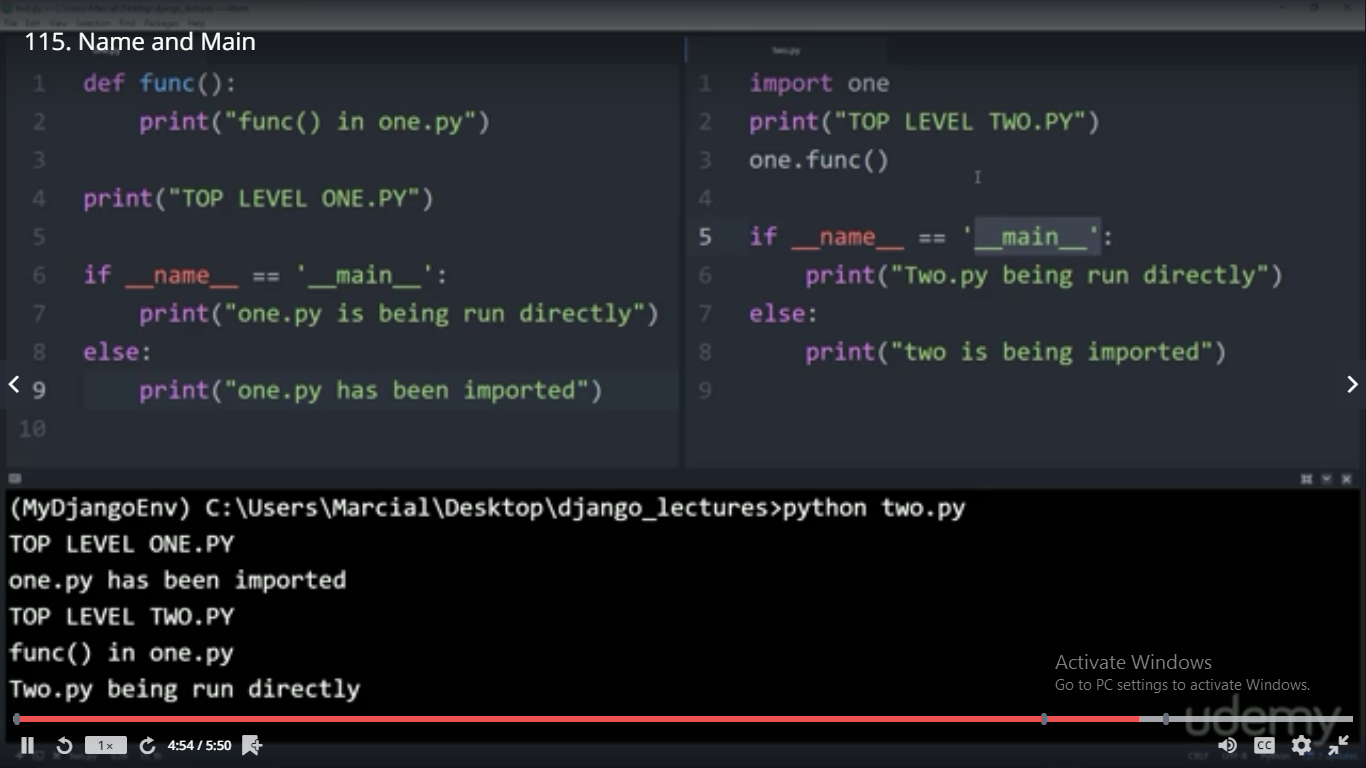 115. Name and Main
two.py
1 def func():
2     print("func() in one.py")
3
4 print("TOP LEVEL ONE.PY")
5
6 if __name__ == '__main__':
7     print("one.py is being run directly")
8 else:
9     print("one.py has been imported")
10
1 import one
2 print("TOP LEVEL TWO.PY")
3 one.func()
4
5 if __name__ == '__main__':
6     print("Two.py being run directly")
7 else:
8     print("two is being imported")
9
(MyDjangoEnv) C:\Users\Marcial\Desktop\django_lectures>python two.py
TOP LEVEL ONE.PY
one.py has been imported
TOP LEVEL TWO.PY
func() in one.py
Two.py being run directly
Activate Windows
Go to PC settings to activate Windows.
udemy
1x
4:54 / 5:50
CC